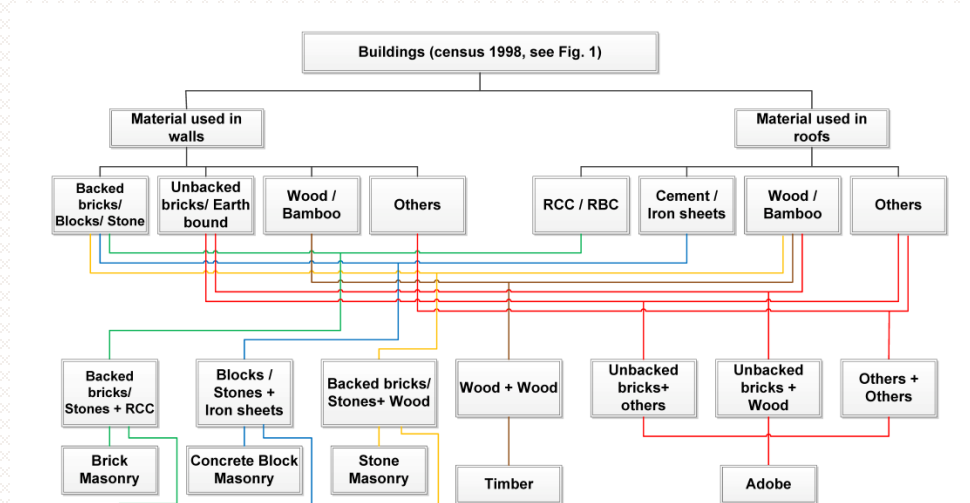 Buildings (census 1998, see Fig. 1)
Material used in
walls
Material used in
roofs
Backed
bricks/
Blocks/ Stone
Unbacked
bricks/ Earth
bound
Wood /
Bamboo
Others
RCC / RBC
Cement /
Iron sheets
Wood /
Bamboo
Others
Backed
bricks/
Stones + RCC
Blocks /
Stones +
Iron sheets
Backed bricks/
Stones+ Wood
Wood + Wood
Unbacked
bricks+
others
Unbacked
bricks +
Wood
Others +
Others
Brick
Masonry
Concrete Block
Masonry
Stone
Masonry
Timber
Adobe